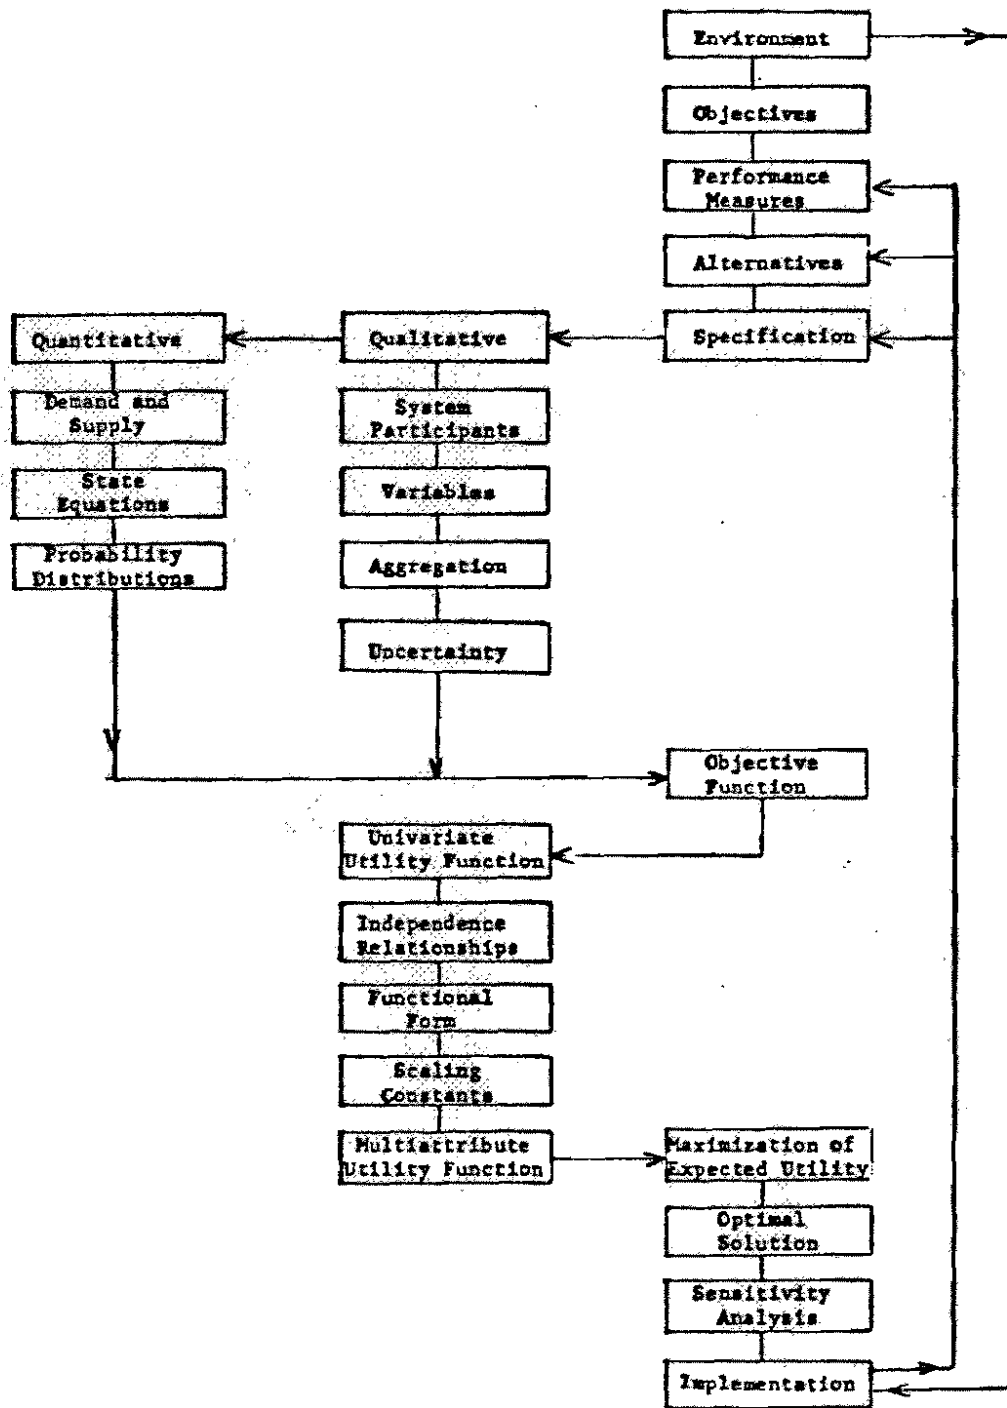 Environment
Objectives
Performance
Measures
Alternatives
Quantitative
Qualitative
Specification
Demand and
Supply
System
Participants
State
Equations
Variables
Probability
Distributions
Aggregation
Uncertainty
Objective
Function
Univariate
Utility Function
Independence
Relationships
Functional
Form
Scaling
Constants
Multiattribute
Utility Function
Maximization of
Expected Utility
Optimal
Solution
Sensitivity
Analysis
Implementation